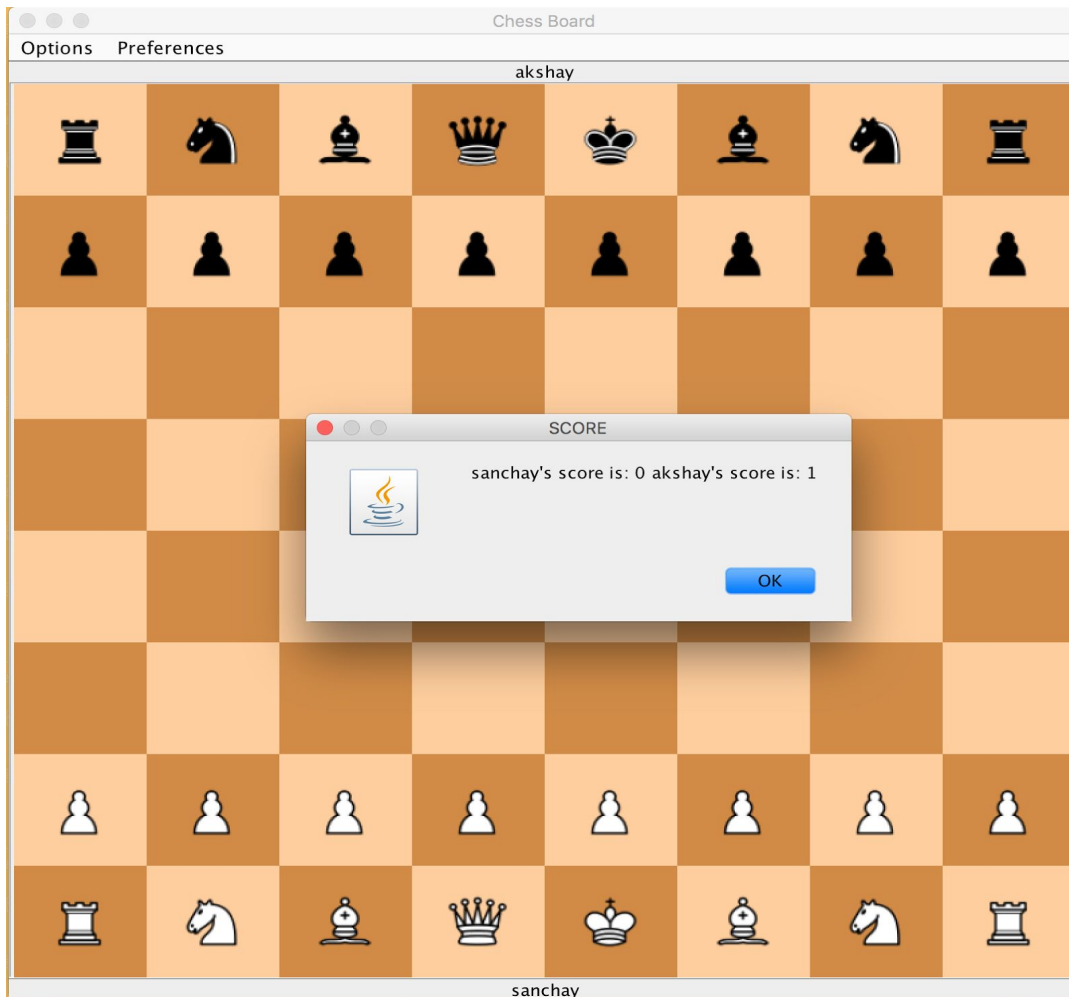 Chess Board
Options Preferences
akshay
SCORE
sanchay's score is: 0 akshay's score is: 1
OK
sanchay